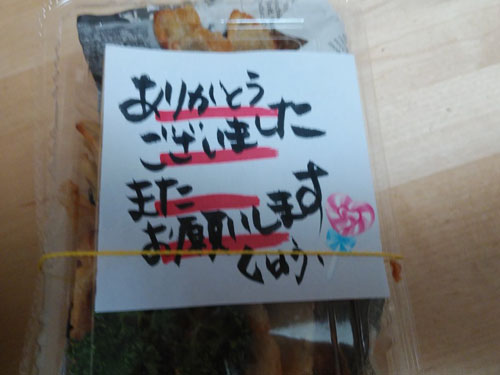 ありがとう
ございました
また
お願いします